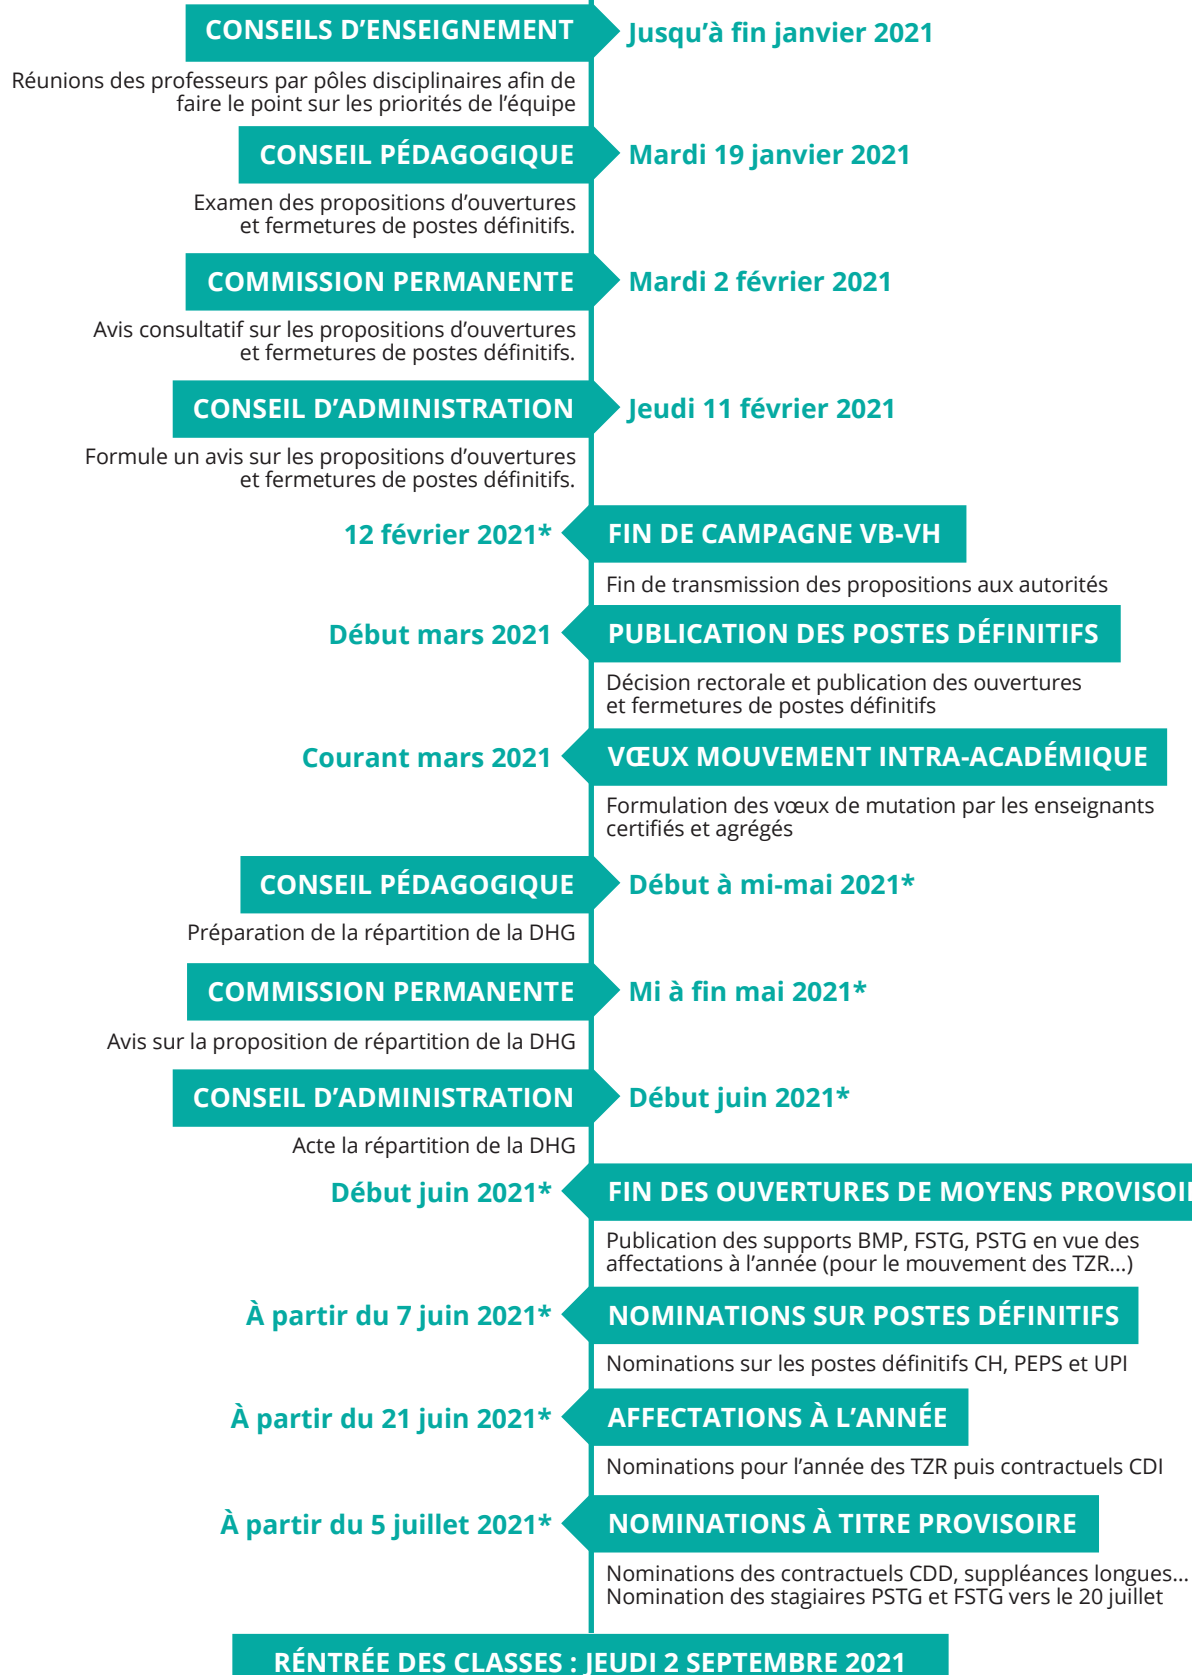 CONSEILS D’ENSEIGNEMENT
Jusqu’à fin janvier 2021
Réunions des professeurs par pôles disciplinaires afin de
faire le point sur les priorités de l’équipe
CONSEIL PÉDAGOGIQUE
Mardi 19 janvier 2021
Examen des propositions d’ouvertures
et fermetures de postes définitifs.
COMMISSION PERMANENTE
Mardi 2 février 2021
Avis consultatif sur les propositions d’ouvertures
et fermetures de postes définitifs.
CONSEIL D’ADMINISTRATION
Jeudi 11 février 2021
Formule un avis sur les propositions d’ouvertures
et fermetures de postes définitifs.
12 février 2021*
FIN DE CAMPAGNE VB-VH
Fin de transmission des propositions aux autorités
Début mars 2021
PUBLICATION DES POSTES DÉFINITIFS
Décision rectorale et publication des ouvertures
et fermetures de postes définitifs
Courant mars 2021
VŒUX MOUVEMENT INTRA-ACADÉMIQUE
Formulation des vœux de mutation par les enseignants
certifiés et agrégés
CONSEIL PÉDAGOGIQUE
Début à mi-mai 2021*
Préparation de la répartition de la DHG
COMMISSION PERMANENTE
Mi à fin mai 2021*
Avis sur la proposition de répartition de la DHG
CONSEIL D’ADMINISTRATION
Début juin 2021*
Acte la répartition de la DHG
Début juin 2021*
FIN DES OUVERTURES DE MOYENS
Publication des supports BMP, FSTG, PSTG en vue des
affectations à l’année (pour le mouvement des TZR...)
À partir du 7 juin 2021*
NOMINATIONS SUR POSTES DÉFINITIFS
Nominations sur les postes définitifs CH, PEPS et UPI
À partir du 21 juin 2021*
AFFECTATIONS À L’ANNÉE
Nominations pour l’année des TZR puis contractuels CDI
À partir du 5 juillet 2021*
NOMINATIONS À TITRE PROVISOIRE
Nominations des contractuels CDD, suppléances longues...
Nomination des stagiaires PSTG et FSTG vers le 20 juillet
RÉNTRÉE DES CLASSES : JEUDI 2 SEPTEMBRE 2021